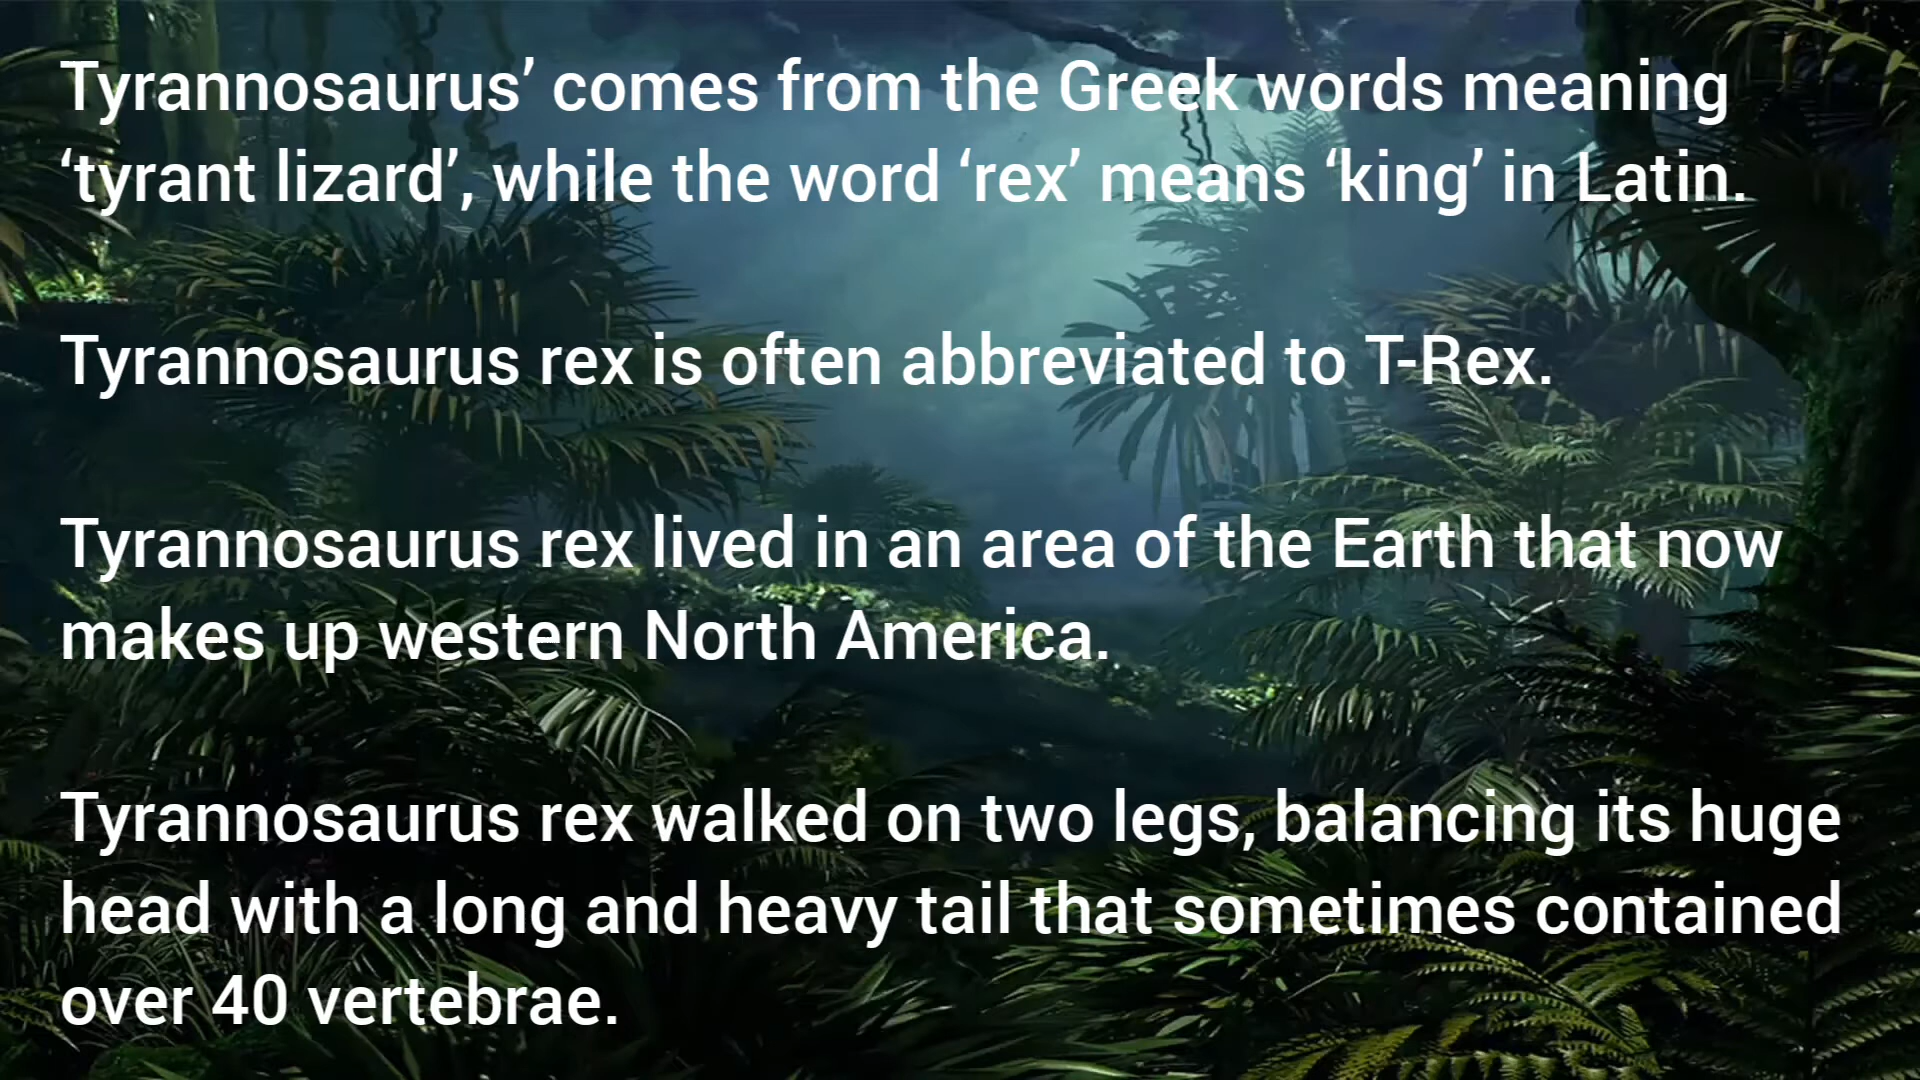 Tyrannosaurus’ comes from the Greek words meaning
‘tyrant lizard’, while the word ‘rex’ means ‘king’ in Latin.
Tyrannosaurus rex is often abbreviated to T-Rex.
Tyrannosaurus rex lived in an area of the Earth that now
makes up western North America.
Tyrannosaurus rex walked on two legs, balancing its huge
head with a long and heavy tail that sometimes contained
over 40 vertebrae.